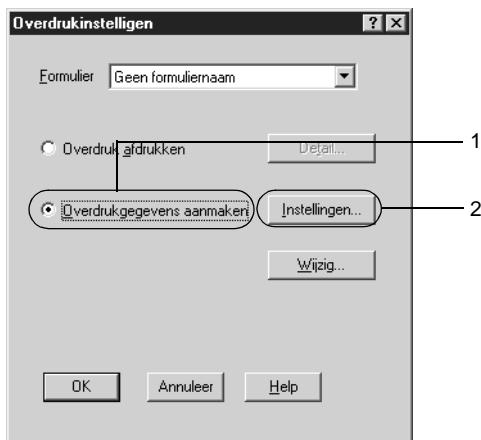 Overdrukinstelligen
Formulier Geen formuliernaam
Overdruk afdrukken Detail... 1
Overdrukgegevens aanmaken Instellingen... 2
Wijzig...
OK Annuleer Help